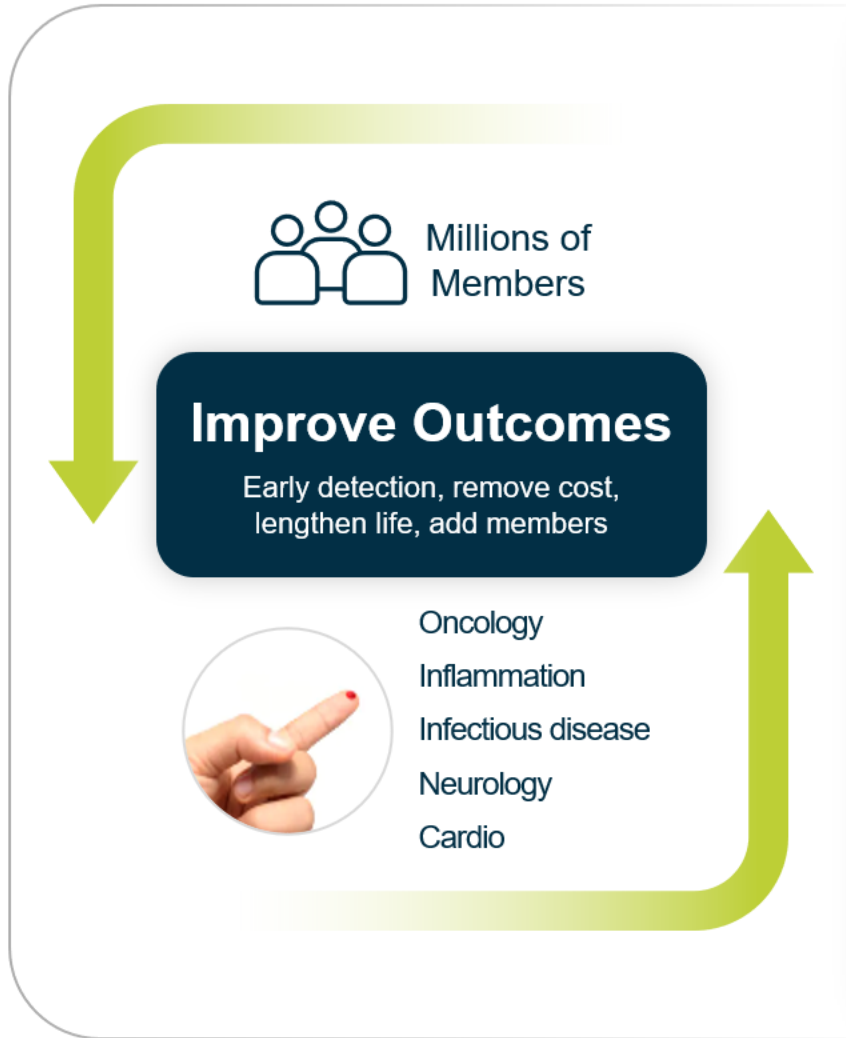 Millions of
Members
Improve Outcomes
Early detection, remove cost,
lengthen life, add members
Oncology
Inflammation
Infectious disease
Neurology
Cardio